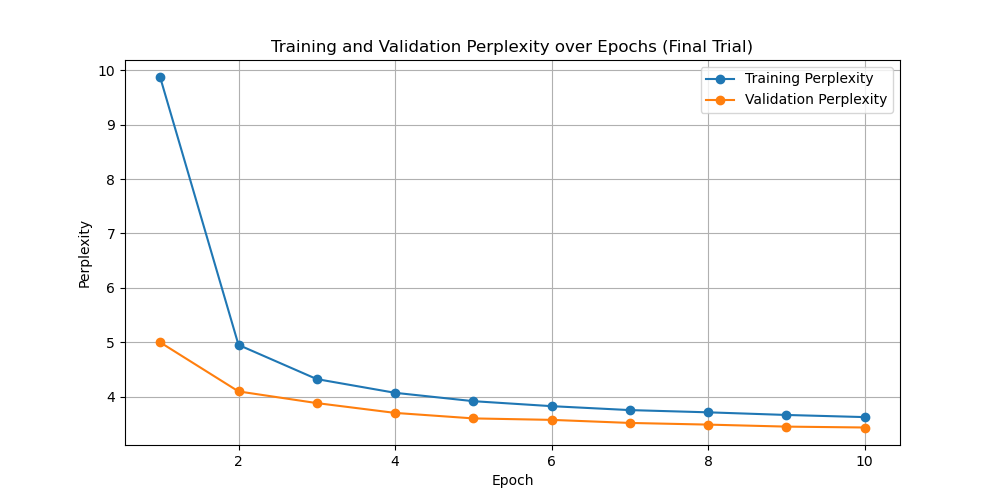 Training and Validation Perplexity over Epochs (Final Trial)
Training Perplexity
Validation Perplexity
Perplexity
10
9
8
7
6
5
4
2
4
6
8
10
Epoch